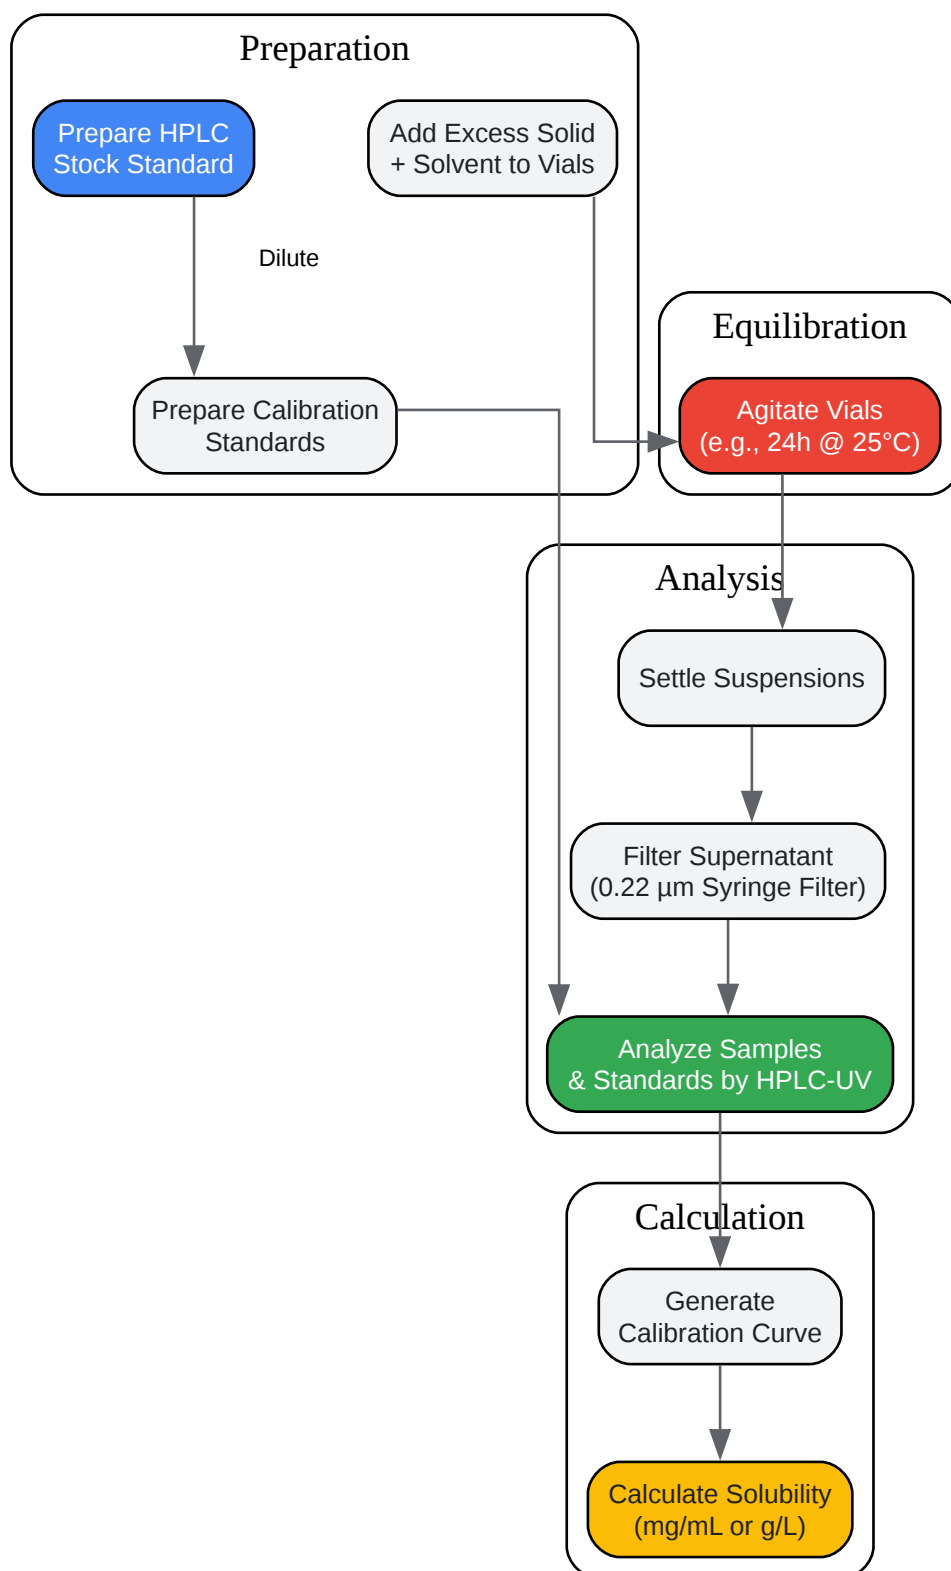 Preparation
Prepare HPLC
Stock Standard
Add Excess Solid
+ Solvent to Vials
Dilute
Prepare Calibration
Standards
Equilibration
Agitate Vials
(e.g., 24h @ 25°C)
Analysis
Settle Suspensions
Filter Supernatant
(0.22 µm Syringe Filter)
Analyze Samples
& Standards by HPLC-UV
Calculation
Generate
Calibration Curve
Calculate Solubility
(mg/mL or g/L)